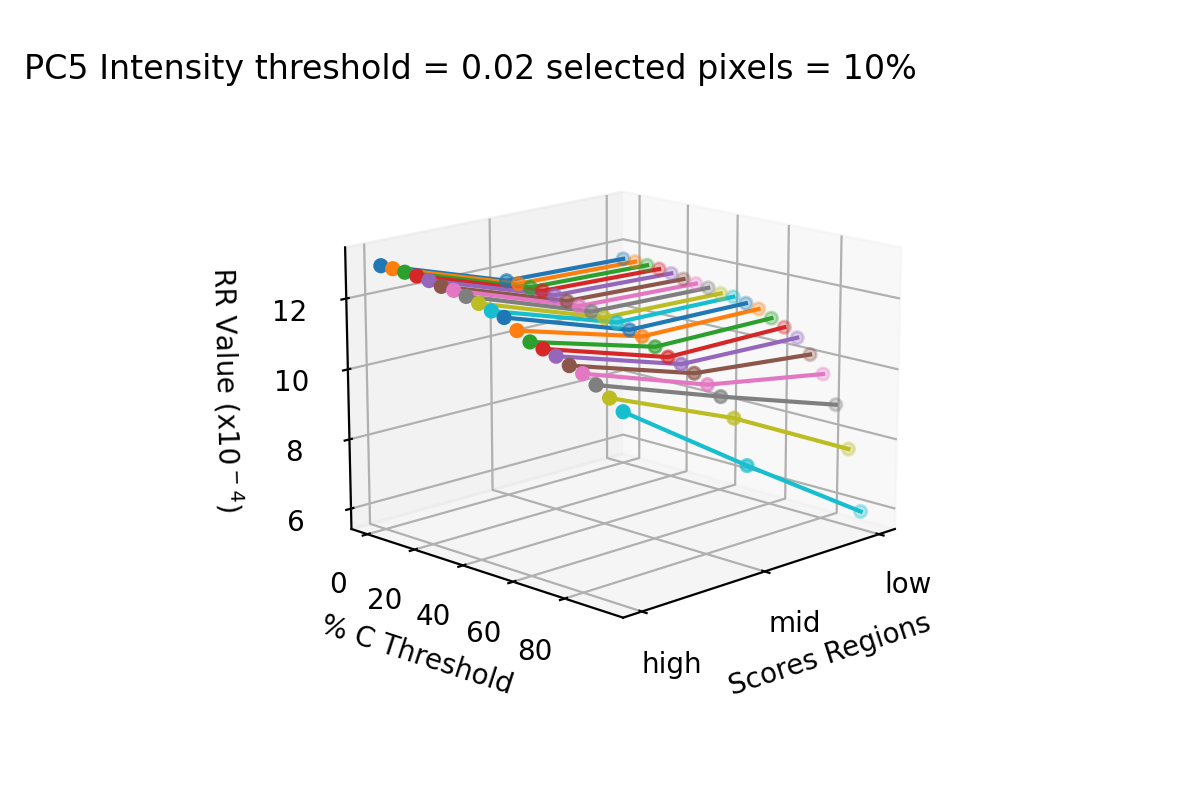 PC5 Intensity threshold = 0.02 selected pixels = 10%
RR Value (x10⁻⁴)
12
10
8
6
0
20
40
60
80
% C Threshold
high
mid
low
Scores Regions